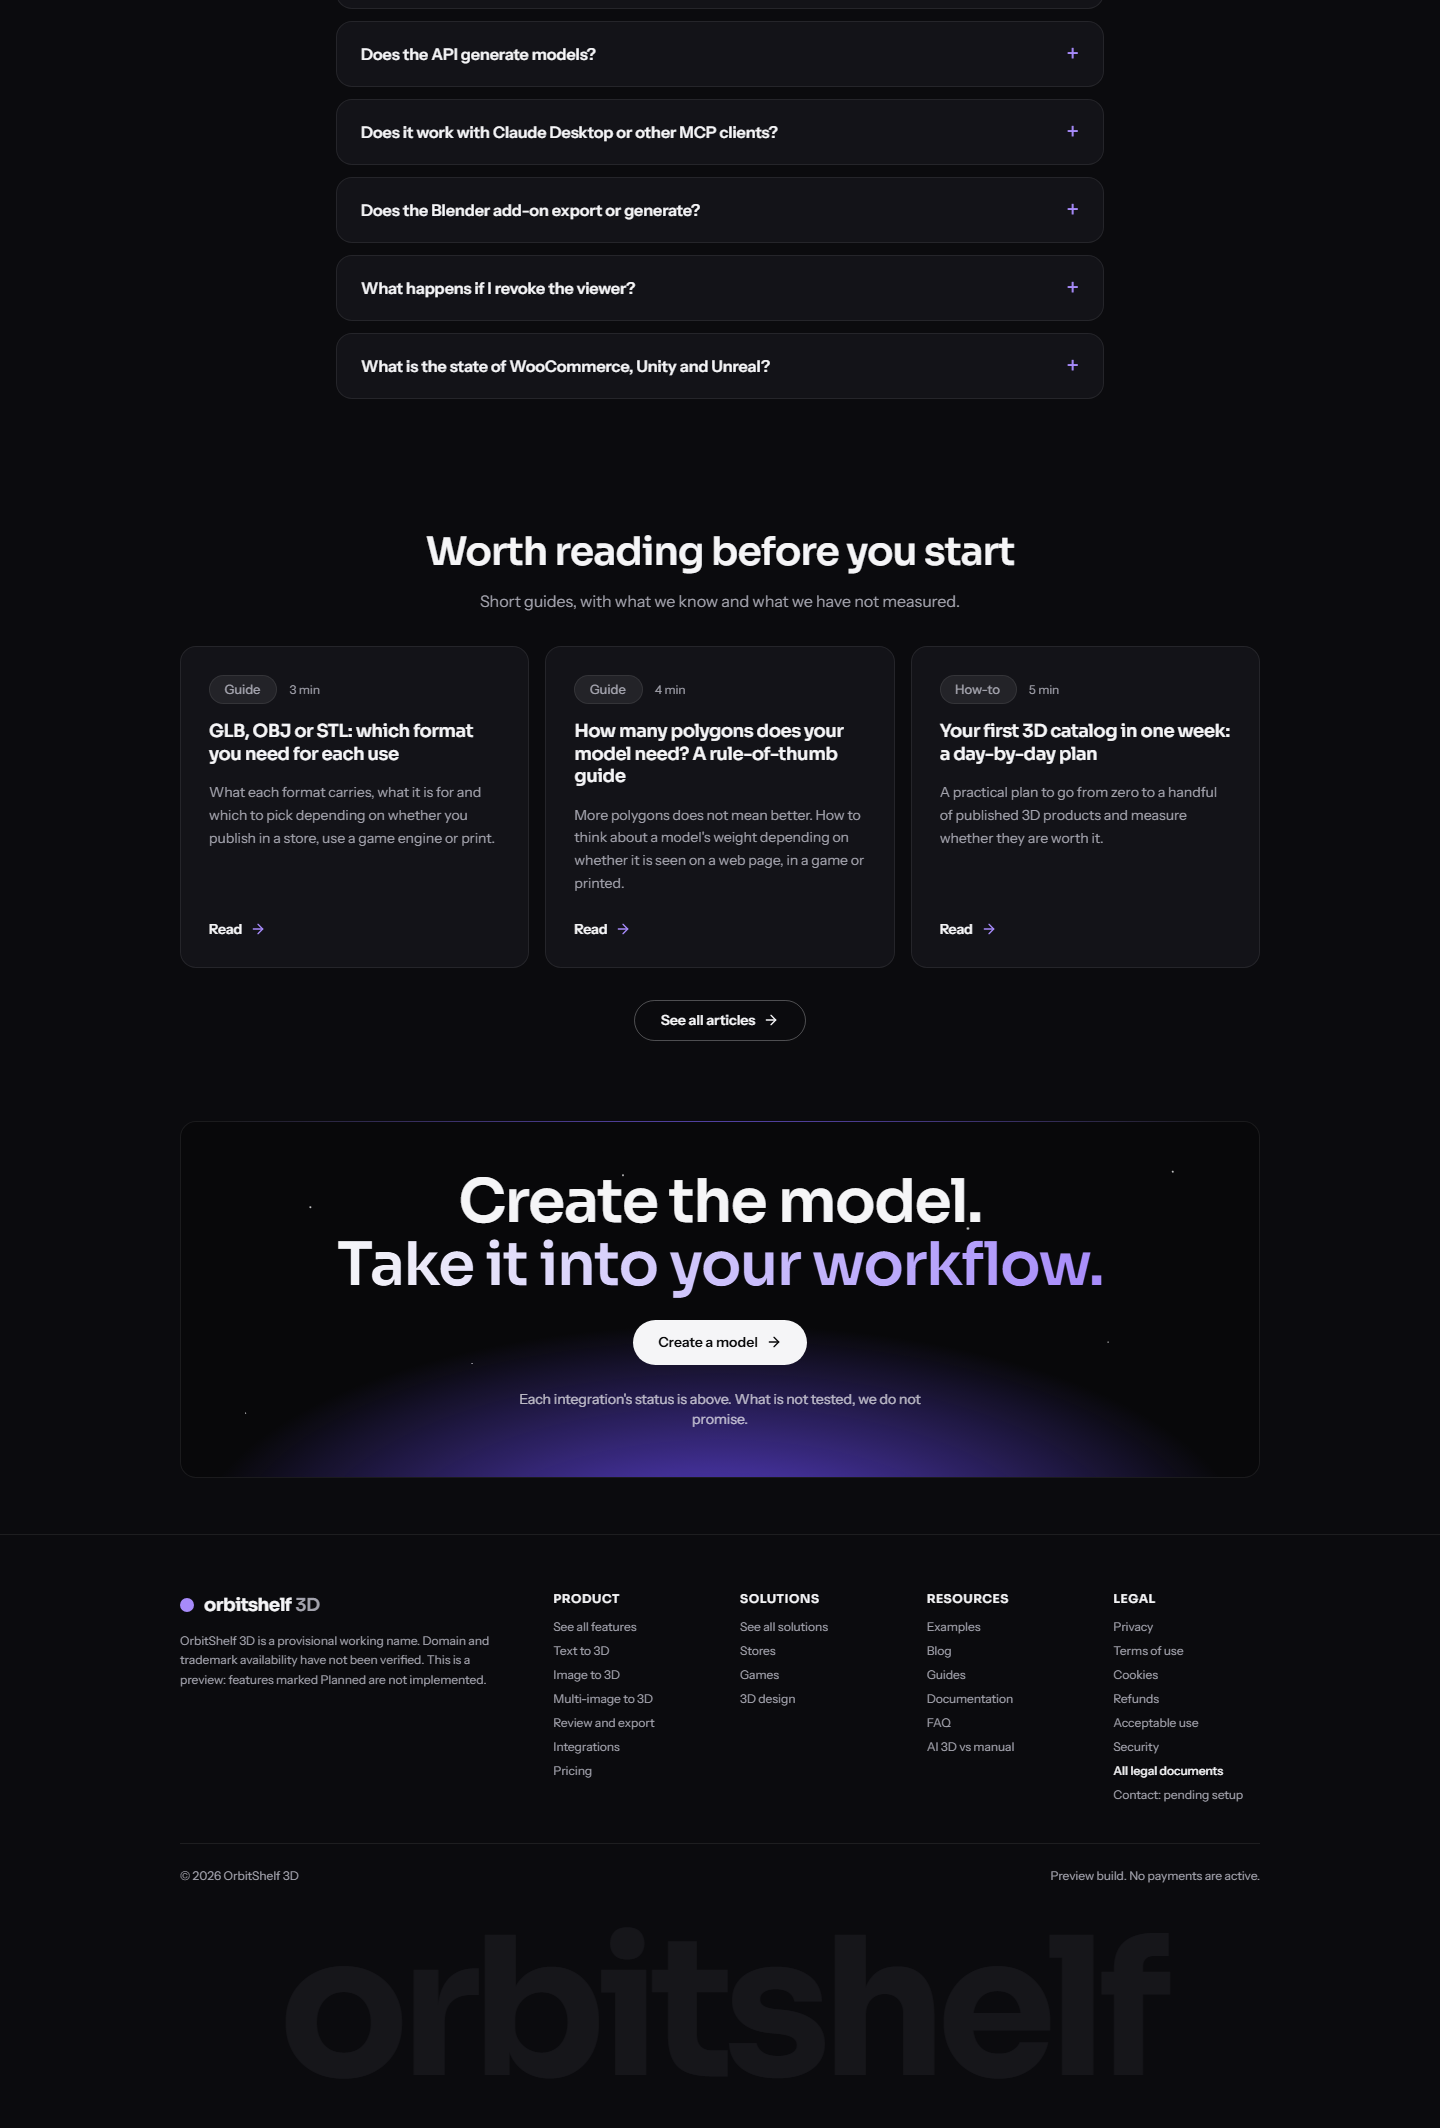 Does the API generate models?
Does it work with Claude Desktop or other MCP clients?
Does the Blender add-on export or generate?
What happens if I revoke the viewer?
What is the state of WooCommerce, Unity and Unreal?
Worth reading before you start
Short guides, with what we know and what we have not measured.
Guide 3 min
GLB, OBJ or STL: which format
you need for each use
What each format carries, what it is for and
which to pick depending on whether you
publish in a store, use a game engine or print.
Read
Guide 4 min
How many polygons does your
model need? A rule-of-thumb
guide
More polygons does not mean better. How to
think about a model's weight depending on
whether it is seen on a web page, in a game or
printed.
Read
How-to 5 min
Your first 3D catalog in one week:
a day-by-day plan
A practical plan to go from zero to a handful
of published 3D products and measure
whether they are worth it.
Read
See all articles
Create the model.
Take it into your workflow.
Create a model
Each integration's status is above. What is not tested, we do not
promise.
orbitshelf 3D
OrbitShelf 3D is a provisional working name. Domain and
trademark availability have not been verified. This is a
preview: features marked Planned are not implemented.
PRODUCT
See all features
Text to 3D
Image to 3D
Multi-image to 3D
Review and export
Integrations
Pricing
SOLUTIONS
See all solutions
Stores
Games
3D design
RESOURCES
Examples
Blog
Guides
Documentation
FAQ
AI 3D vs manual
LEGAL
Privacy
Terms of use
Cookies
Refunds
Acceptable use
Security
All legal documents
Contact: pending setup
© 2026 OrbitShelf 3D
Preview build. No payments are active.
orbitshelf